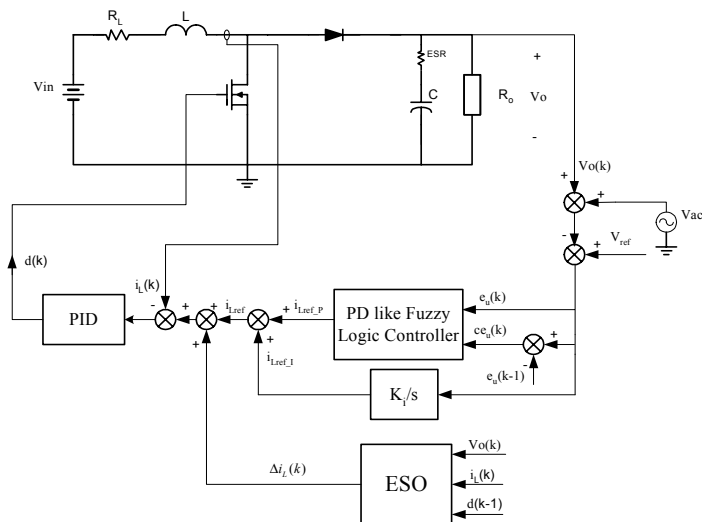 R_L
L
ESR
Vin
C
R_o
+
Vo
-
Vo(k)
+
+
Vac
-
+
V_ref
d(k)
i_L(k)
-
+
+
i_Lref
+
i_Lref_P
PID
PD like Fuzzy
Logic Controller
e_u(k)
ce_u(k)
+
-
e_u(k-1)
+
+
i_Lref_I
K_i/s
Δi_L(k)
ESO
Vo(k)
i_L(k)
d(k-1)